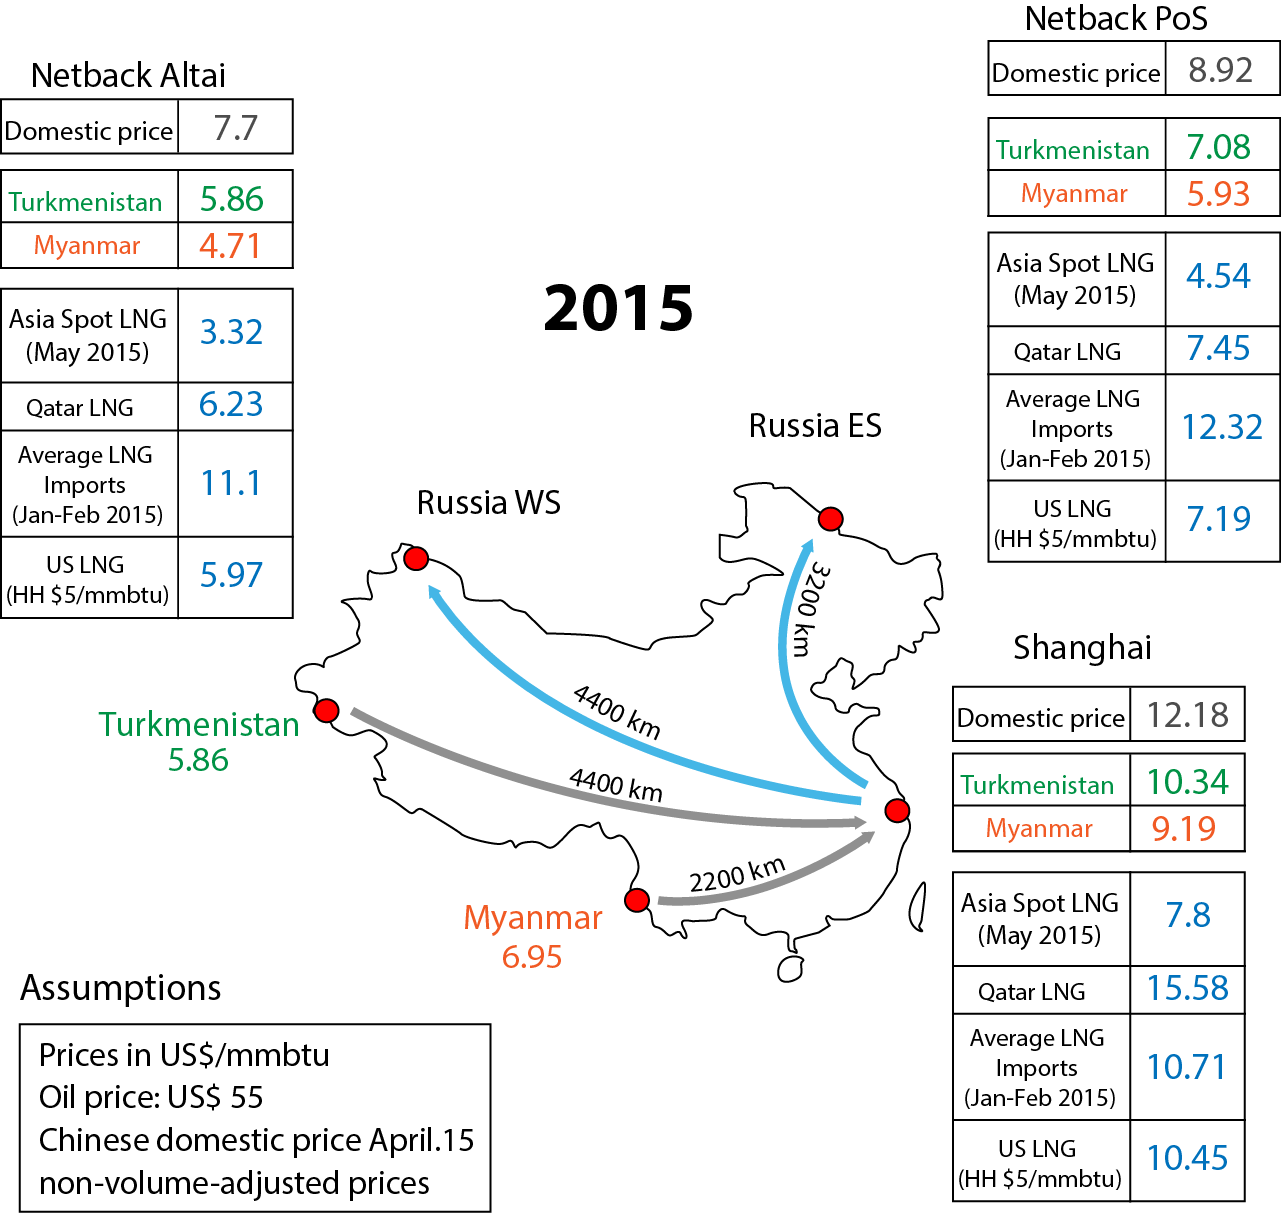 Netback PoS
Domestic price 8.92
Turkmenistan 7.08
Myanmar 5.93
Asia Spot LNG
(May 2015)
4.54
Qatar LNG 7.45
Average LNG
Imports
(Jan-Feb 2015)
12.32
US LNG
(HH $5/mmbtu)
7.19
Netback Altai
Domestic price 7.7
Turkmenistan 5.86
Myanmar 4.71
Asia Spot LNG
(May 2015)
3.32
Qatar LNG 6.23
Average LNG
Imports
(Jan-Feb 2015)
11.1
US LNG
(HH $5/mmbtu)
5.97
2015
Russia ES
Russia WS
3200 km
4400 km
4400 km
2200 km
Turkmenistan
5.86
Myanmar
6.95
Shanghai
Domestic price 12.18
Turkmenistan 10.34
Myanmar 9.19
Asia Spot LNG
(May 2015)
7.8
Qatar LNG 15.58
Average LNG
Imports
(Jan-Feb 2015)
10.71
US LNG
(HH $5/mmbtu)
10.45
Assumptions
Prices in US$/mmbtu
Oil price: US$ 55
Chinese domestic price April.15
non-volume-adjusted prices